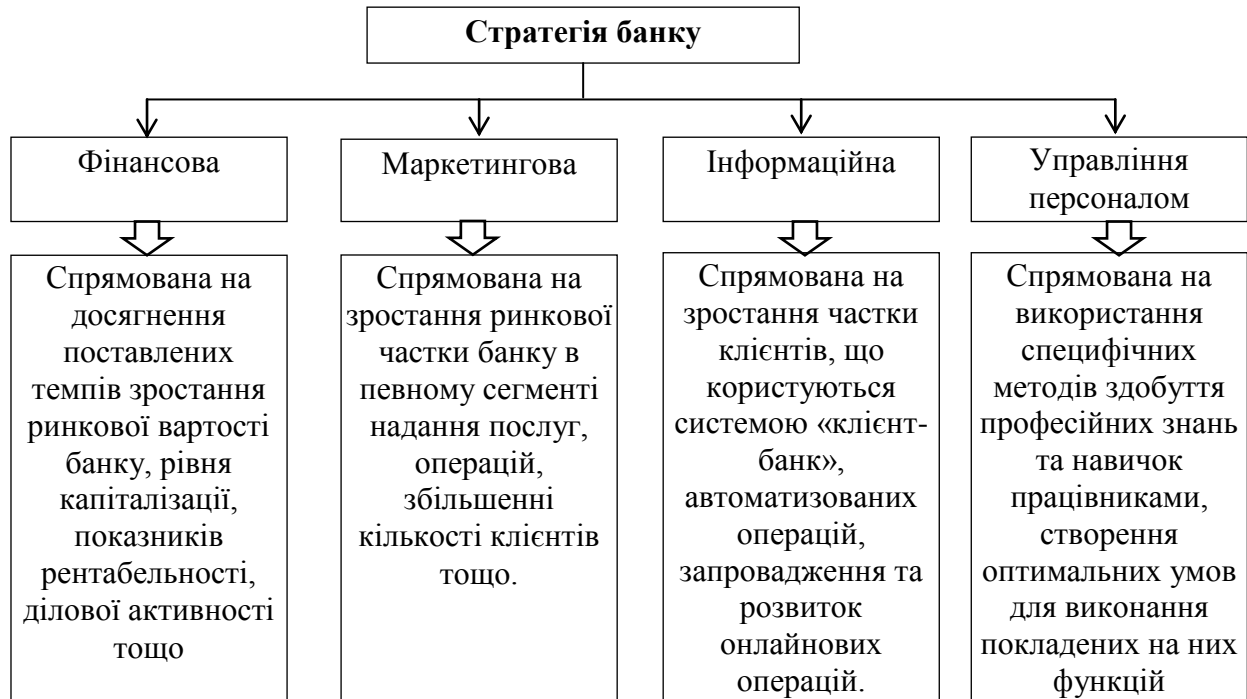 Стратегія банку
Фінансова
Маркетингова
Інформаційна
Управління
персоналом
Спрямована на
досягнення
поставлених
темпів зростання
ринкової вартості
банку, рівня
капіталізації,
показників
рентабельності,
ділової активності
тощо
Спрямована на
зростання ринкової
частки банку в
певному сегменті
надання послуг,
операцій,
збільшенні
кількості клієнтів
тощо.
Спрямована на
зростання частки
клієнтів, що
користуються
системою «клієнт-
банк»,
автоматизованих
операцій,
запровадження та
розвиток
онлайнових
операцій.
Спрямована на
використання
специфічних
методів здобуття
професійних знань
та навичок
працівниками,
створення
оптимальних умов
для виконання
покладених на них
функцій